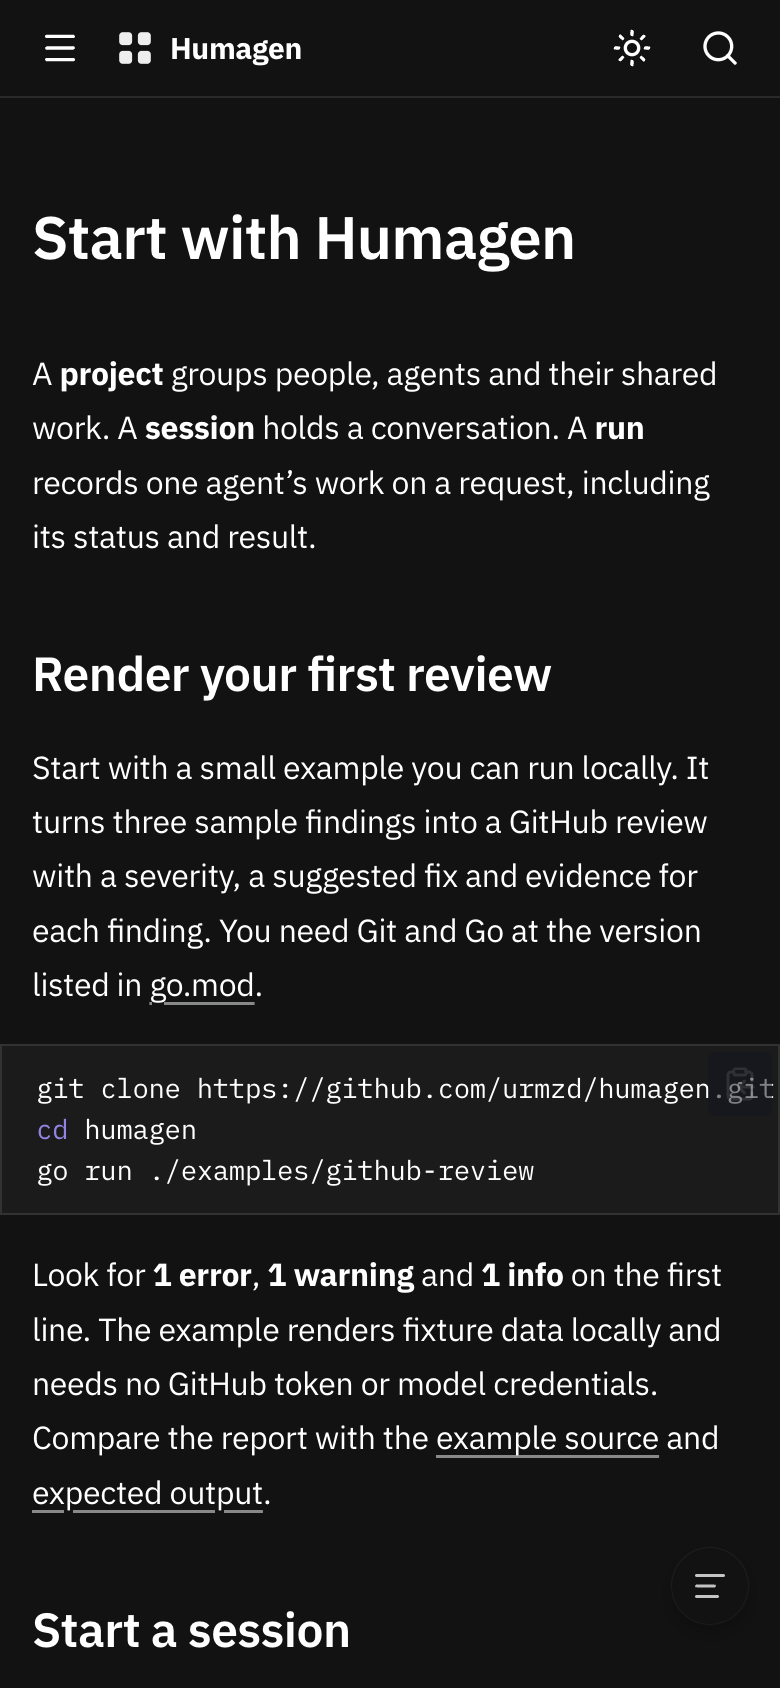 Humagen
Start with Humagen
A project groups people, agents and their shared
work. A session holds a conversation. A run
records one agent’s work on a request, including
its status and result.
Render your first review
Start with a small example you can run locally. It
turns three sample findings into a GitHub review
with a severity, a suggested fix and evidence for
each finding. You need Git and Go at the version
listed in go.mod.
git clone https://github.com/urmzd/humagen.git
cd humagen
go run ./examples/github-review
Look for 1 error, 1 warning and 1 info on the first
line. The example renders fixture data locally and
needs no GitHub token or model credentials.
Compare the report with the example source and
expected output.
Start a session